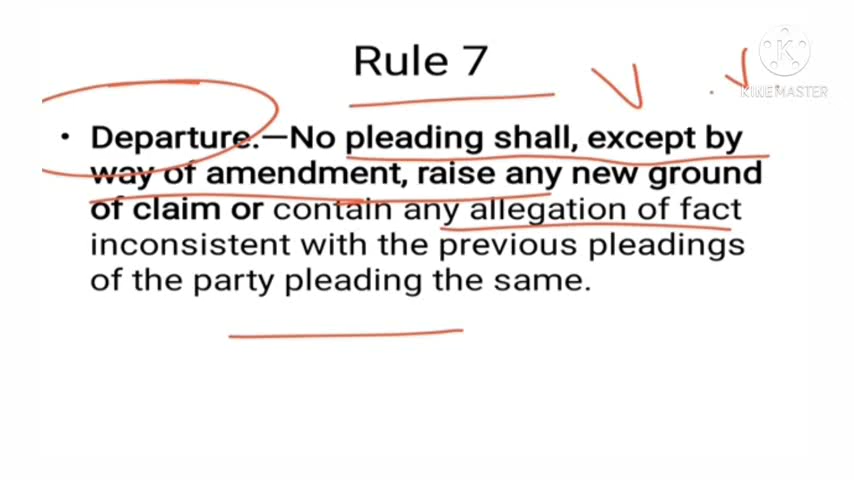 Rule 7
K
KINEMASTER
• Departure.—No pleading shall, except by
way of amendment, raise any new ground
of claim or contain any allegation of fact
inconsistent with the previous pleadings
of the party pleading the same.